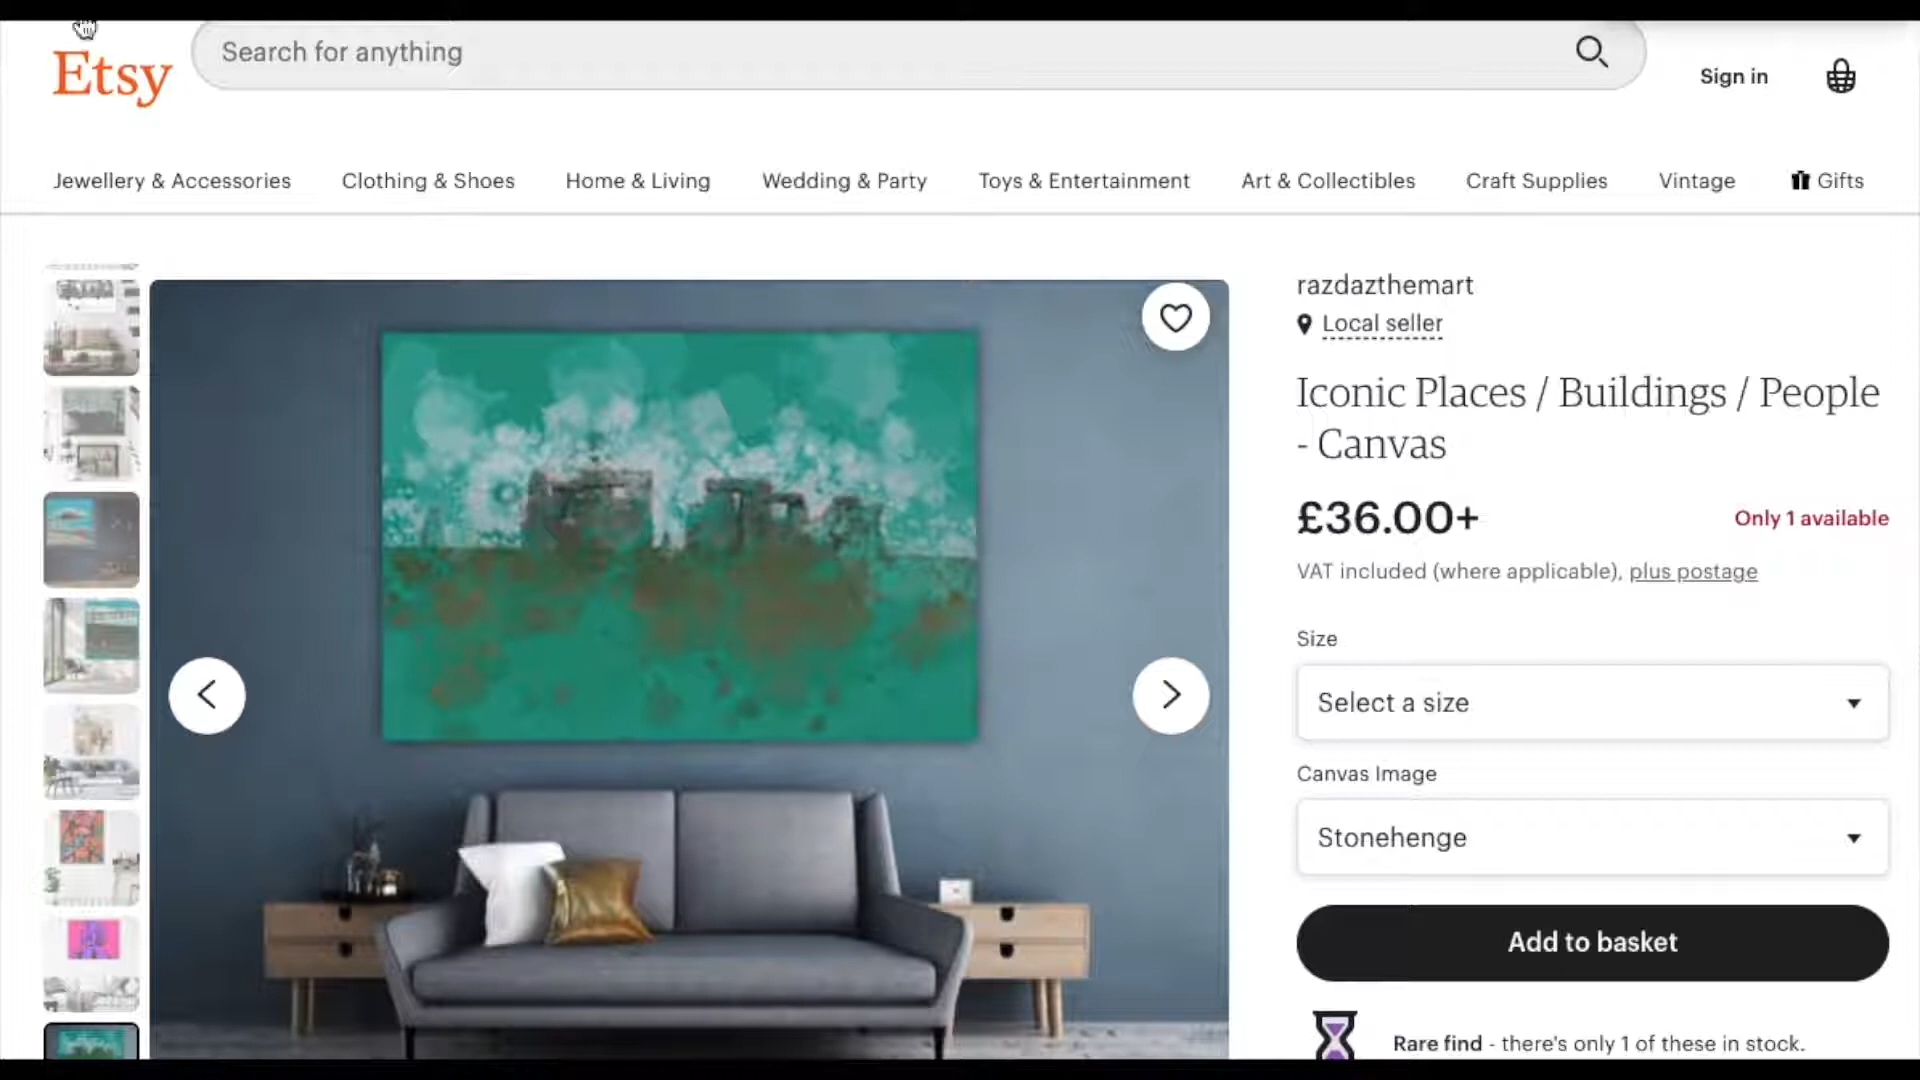 Etsy
Search for anything
Sign in
Jewellery & Accessories
Clothing & Shoes
Home & Living
Wedding & Party
Toys & Entertainment
Art & Collectibles
Craft Supplies
Vintage
Gifts
razdazthemart
Local seller
Iconic Places / Buildings / People
- Canvas
£36.00+
Only 1 available
VAT included (where applicable), plus postage
Size
Select a size
Canvas Image
Stonehenge
Add to basket
Rare find - there's only 1 of these in stock.